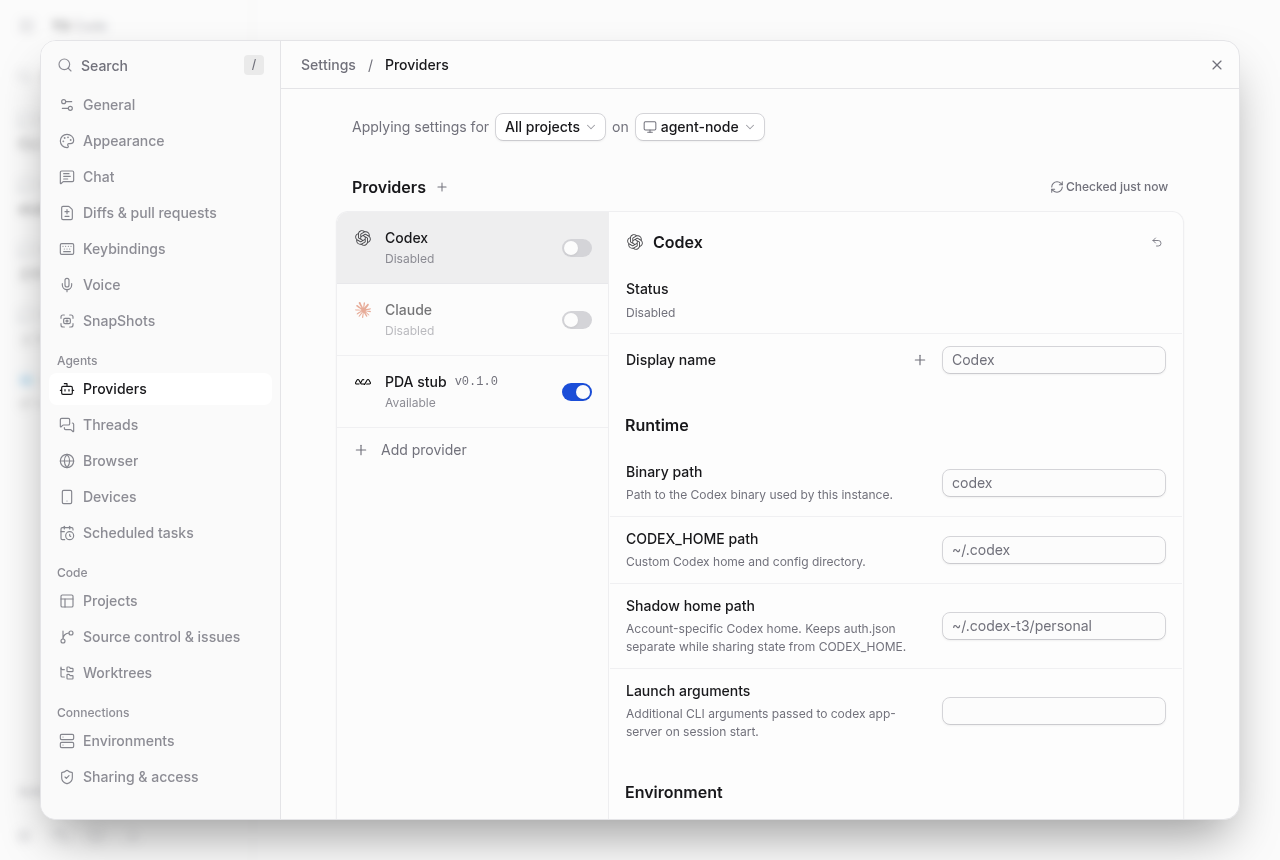 Search /
General
Appearance
Chat
Diffs & pull requests
Keybindings
Voice
SnapShots
Agents
Providers
Threads
Browser
Devices
Scheduled tasks
Code
Projects
Source control & issues
Worktrees
Connections
Environments
Sharing & access
Settings / Providers
Applying settings for All projects on agent-node
Providers
Checked just now
Codex
Disabled
Claude
Disabled
PDA stub v0.1.0
Available
Add provider
Codex
Status
Disabled
Display name Codex
Runtime
Binary path
Path to the Codex binary used by this instance.
codex
CODEX_HOME path
Custom Codex home and config directory.
~/.codex
Shadow home path
Account-specific Codex home. Keeps auth.json
separate while sharing state from CODEX_HOME.
~/.codex-t3/personal
Launch arguments
Additional CLI arguments passed to codex app-
server on session start.
Environment